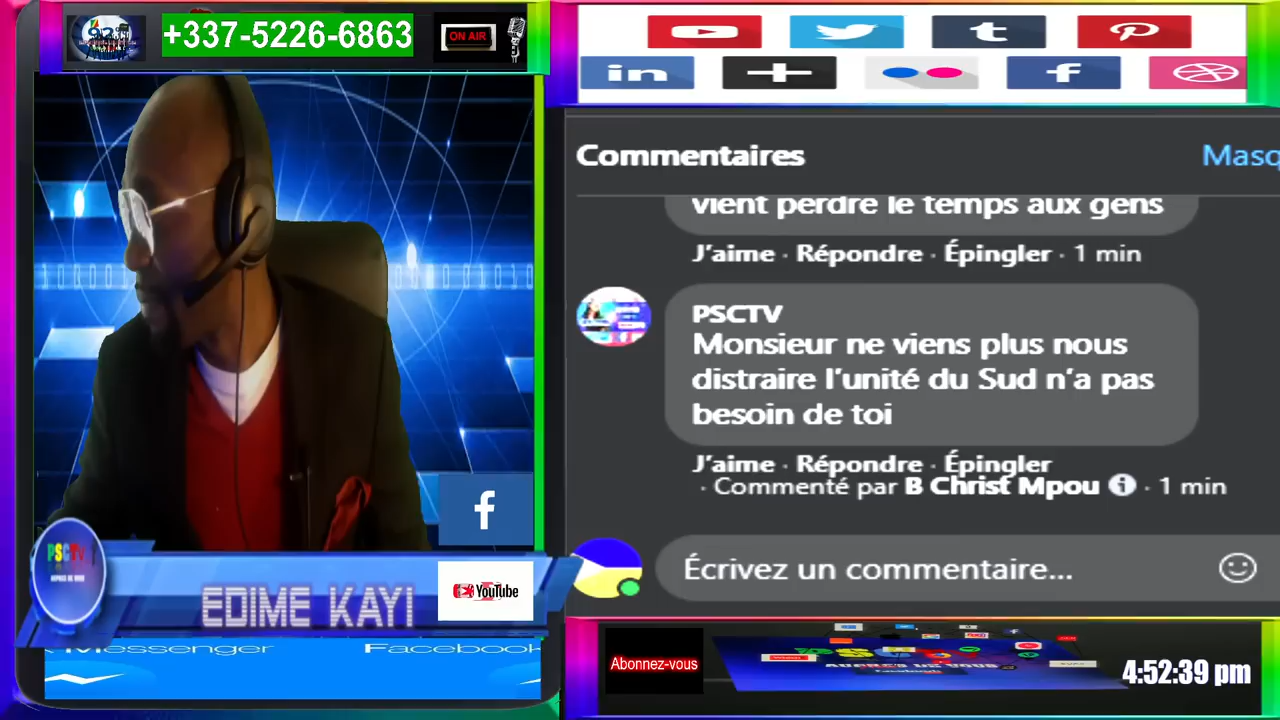 +337-5226-6863
ON AIR
in
t
f
Commentaires
Masq
vient perdre le temps aux gens
J'aime · Répondre · Épingler · 1 min
PSCTV
Monsieur ne viens plus nous
distraire l'unité du Sud n'a pas
besoin de toi
J'aime · Répondre · Épingler
· Commenté par B Christ Mpou · 1 min
Écrivez un commentaire...
f
PSCTV
EDIME KAYI
YouTube
Messenger
Facebook
Abonnez-vous
4:52:39 pm